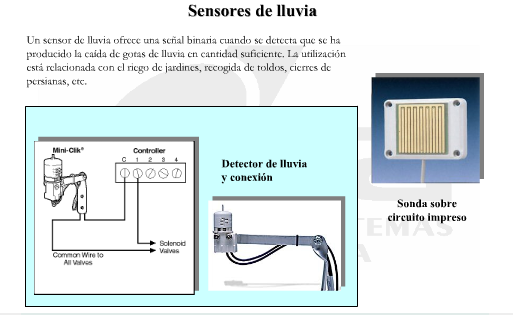 Sensores de lluvia
Un sensor de lluvia ofrece una señal binaria cuando se detecta que se ha
producido la caída de gotas de lluvia en cantidad suficiente. La utilización
está relacionada con el riego de jardines, recogida de toldos, cierres de
persianas, etc.
Mini-Clik®
Controller
C 1 2 3 4
Solenoid
Valves
Common Wire to
All Valves
Detector de lluvia
y conexión
Sonda sobre
circuito impreso